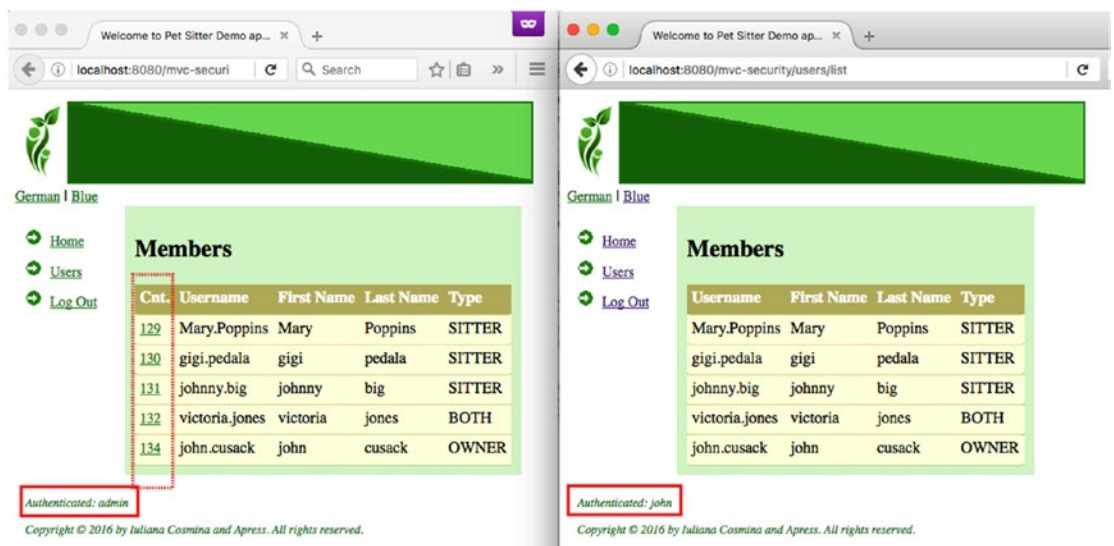 Welcome to Pet Sitter Demo ap... × +
localhost:8080/mvc-securi
Search
German | Blue
Home
Users
Log Out
Members
Cnt. Username First Name Last Name Type
129 Mary.Poppins Mary Poppins SITTER
130 gigi.pedala gigi pedala SITTER
131 johnny.big johnny big SITTER
132 victoria.jones victoria jones BOTH
134 john.cusack john cusack OWNER
Authenticated: admin
Copyright © 2016 by Iuliana Cosmina and Apress. All rights reserved.
Welcome to Pet Sitter Demo ap... × +
localhost:8080/mvc-security/users/list
German | Blue
Home
Users
Log Out
Members
Username First Name Last Name Type
Mary.Poppins Mary Poppins SITTER
gigi.pedala gigi pedala SITTER
johnny.big johnny big SITTER
victoria.jones victoria jones BOTH
john.cusack john cusack OWNER
Authenticated: john
Copyright © 2016 by Iuliana Cosmina and Apress. All rights reserved.